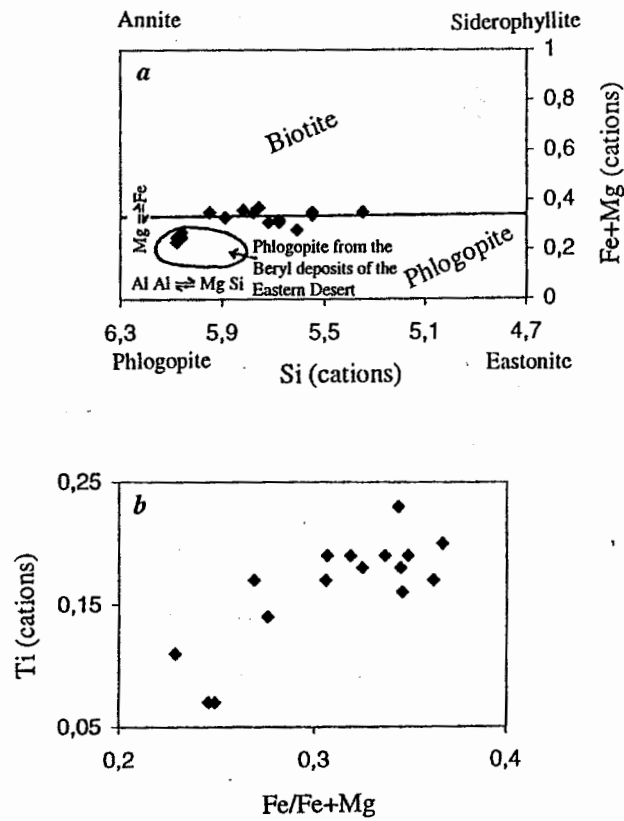 Annite Siderophyllite
a
1
Biotite
0,8
0,6
0,4
0,2
0
Fe+Mg (cations)
Mg ⇌ Fe
Phlogopite from the
Beryl deposits of the
Eastern Desert
Phlogopite
Al Al ⇌ Mg Si
6,3 5,9 5,5 5,1 4,7
Phlogopite Si (cations) Eastonite
b
0,25
0,15
0,05
Ti (cations)
0,2 0,3 0,4
Fe/Fe+Mg